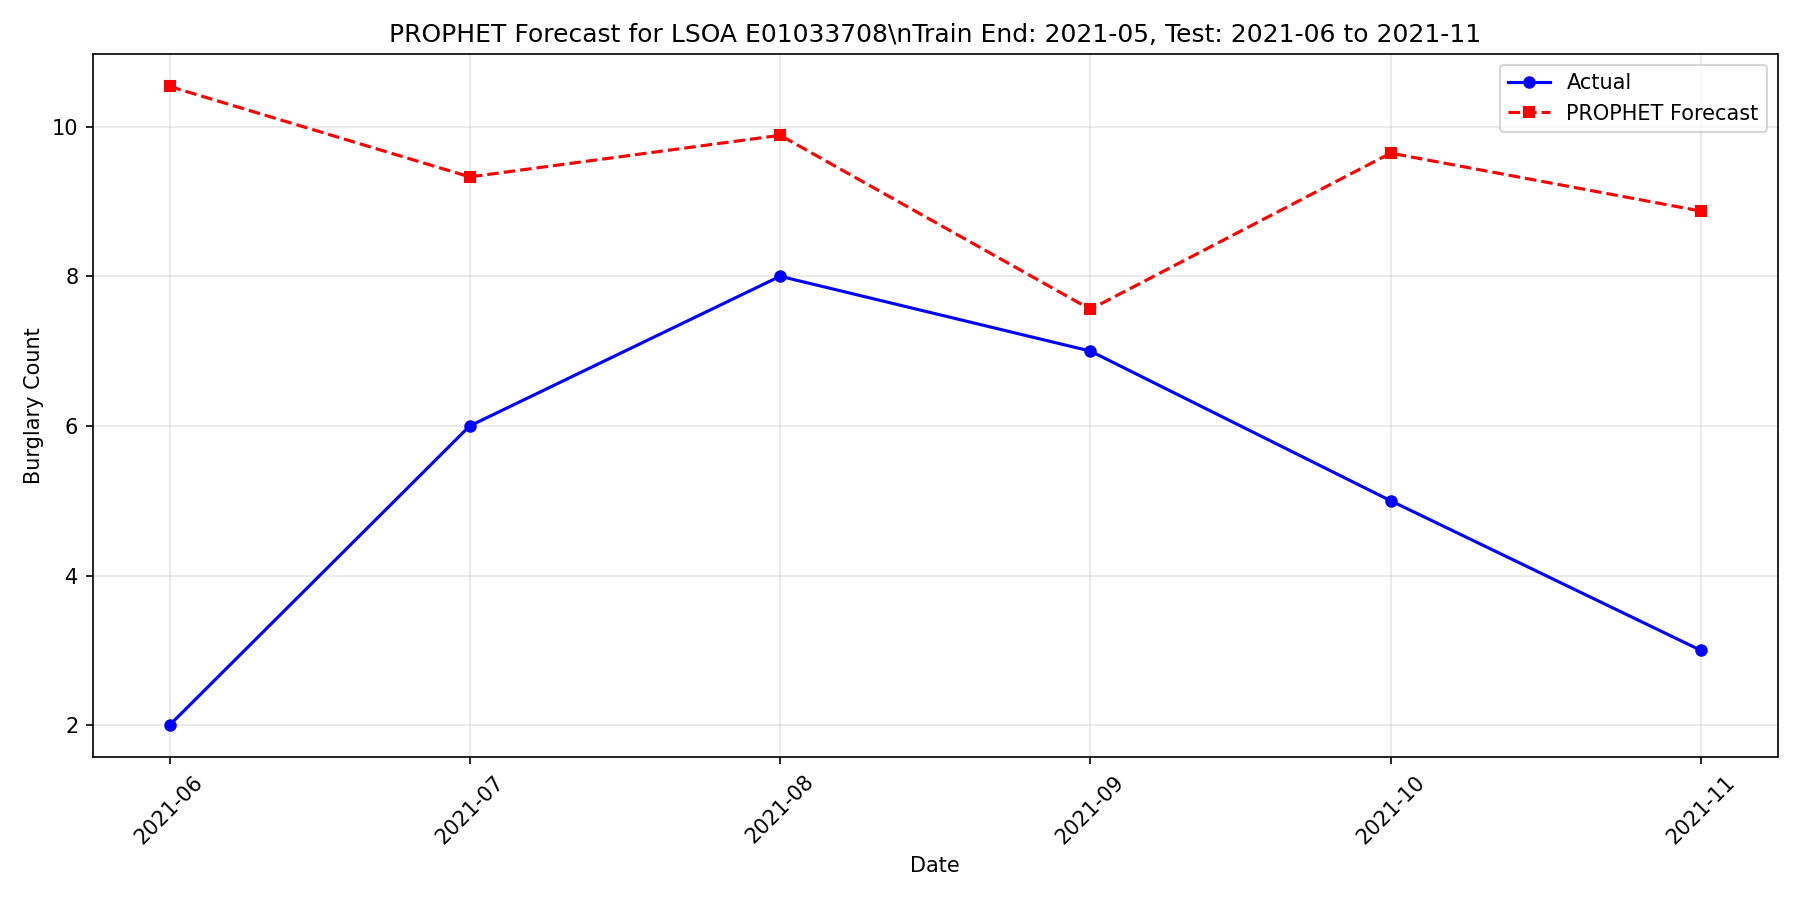 PROPHET Forecast for LSOA E01033708\nTrain End: 2021-05, Test: 2021-06 to 2021-11
Actual
PROPHET Forecast
Burglary Count
10
8
6
4
2
2021-06
2021-07
2021-08
2021-09
2021-10
2021-11
Date